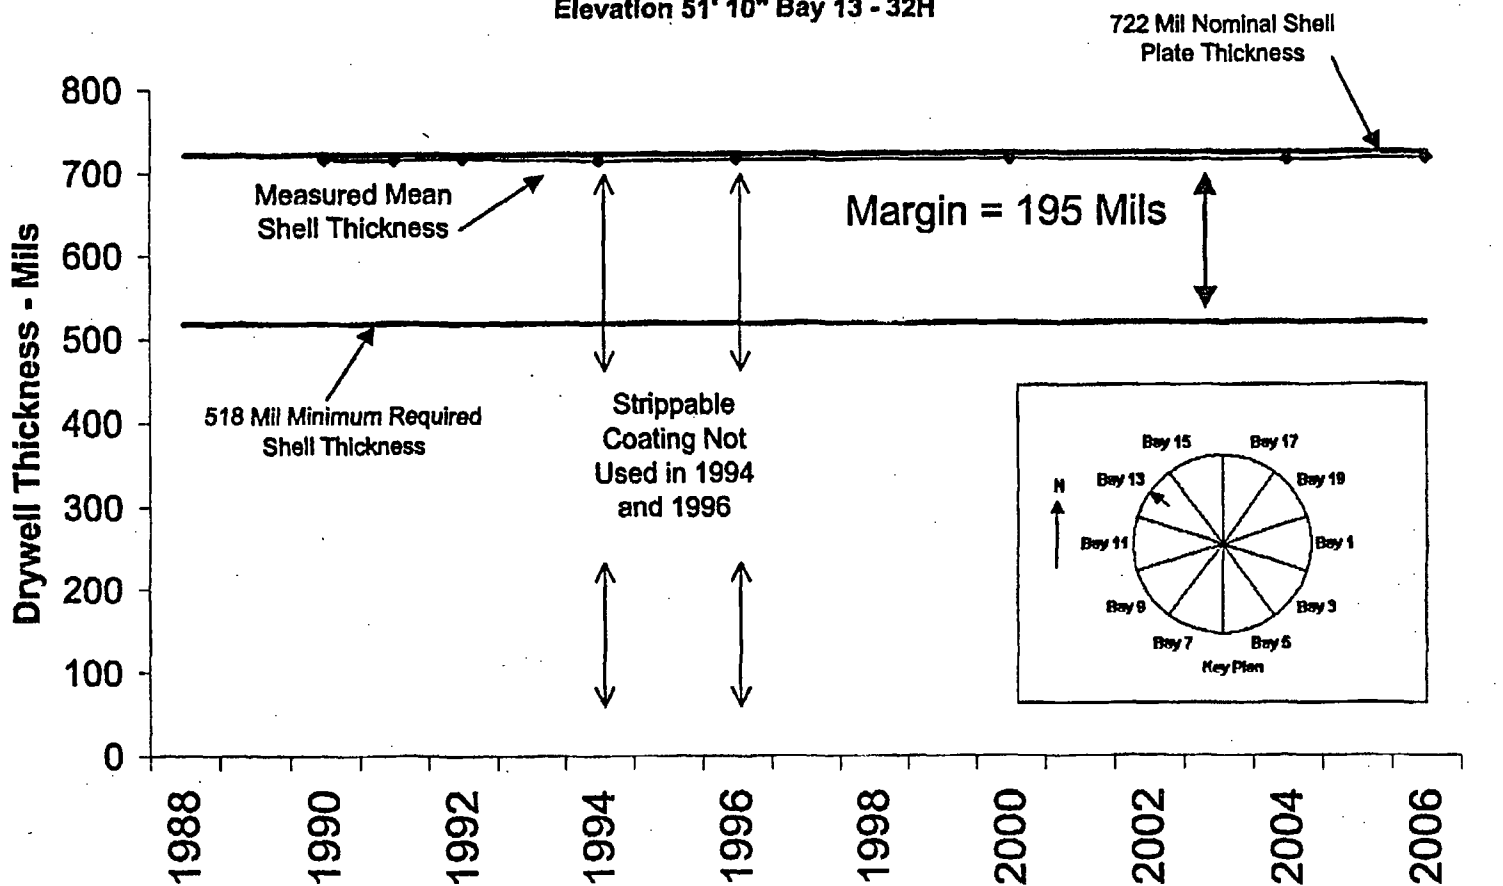 Elevation 51' 10" Bay 13 - 32H
722 Mil Nominal Shell
Plate Thickness
800
700
600
500
400
300
200
100
0
Drywell Thickness - Mils
Measured Mean
Shell Thickness
Margin = 195 Mils
518 Mil Minimum Required
Shell Thickness
Strippable
Coating Not
Used in 1994
and 1996
N
Bay 15
Bay 17
Bay 13
Bay 19
Bay 11
Bay 1
Bay 9
Bay 3
Bay 7
Bay 5
Key Plan
1988
1990
1992
1994
1996
1998
2000
2002
2004
2006